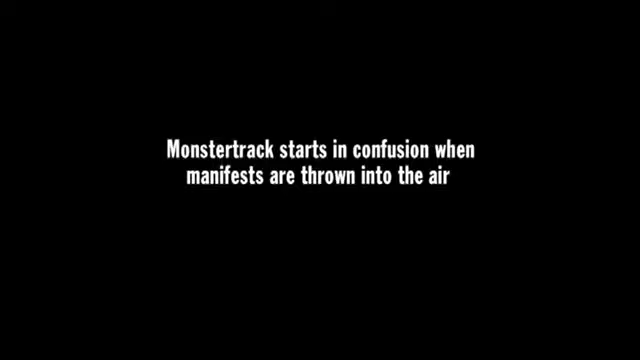 Monstertrack starts in confusion when
manifests are thrown into the air